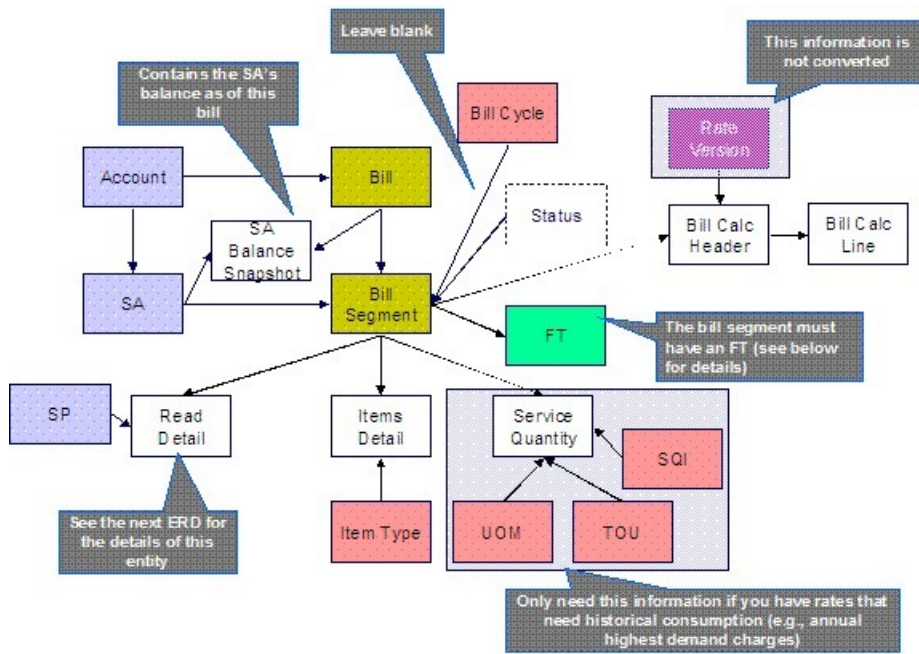 Leave blank
This information is
not converted
Contains the SA's
balance as of this
bill
Bill Cycle
Rate
Version
Account
Bill
Status
SA
Balance
Snapshot
Bill Calc
Header
Bill Calc
Line
SA
Bill
Segment
FT
The bill segment must
have an FT (see below
for details)
SP
Read
Detail
Items
Detail
Service
Quantity
SQI
See the next ERD for
the details of this
entity
Item Type
UOM
TOU
Only need this information if you have rates that
need historical consumption (e.g., annual
highest demand charges)